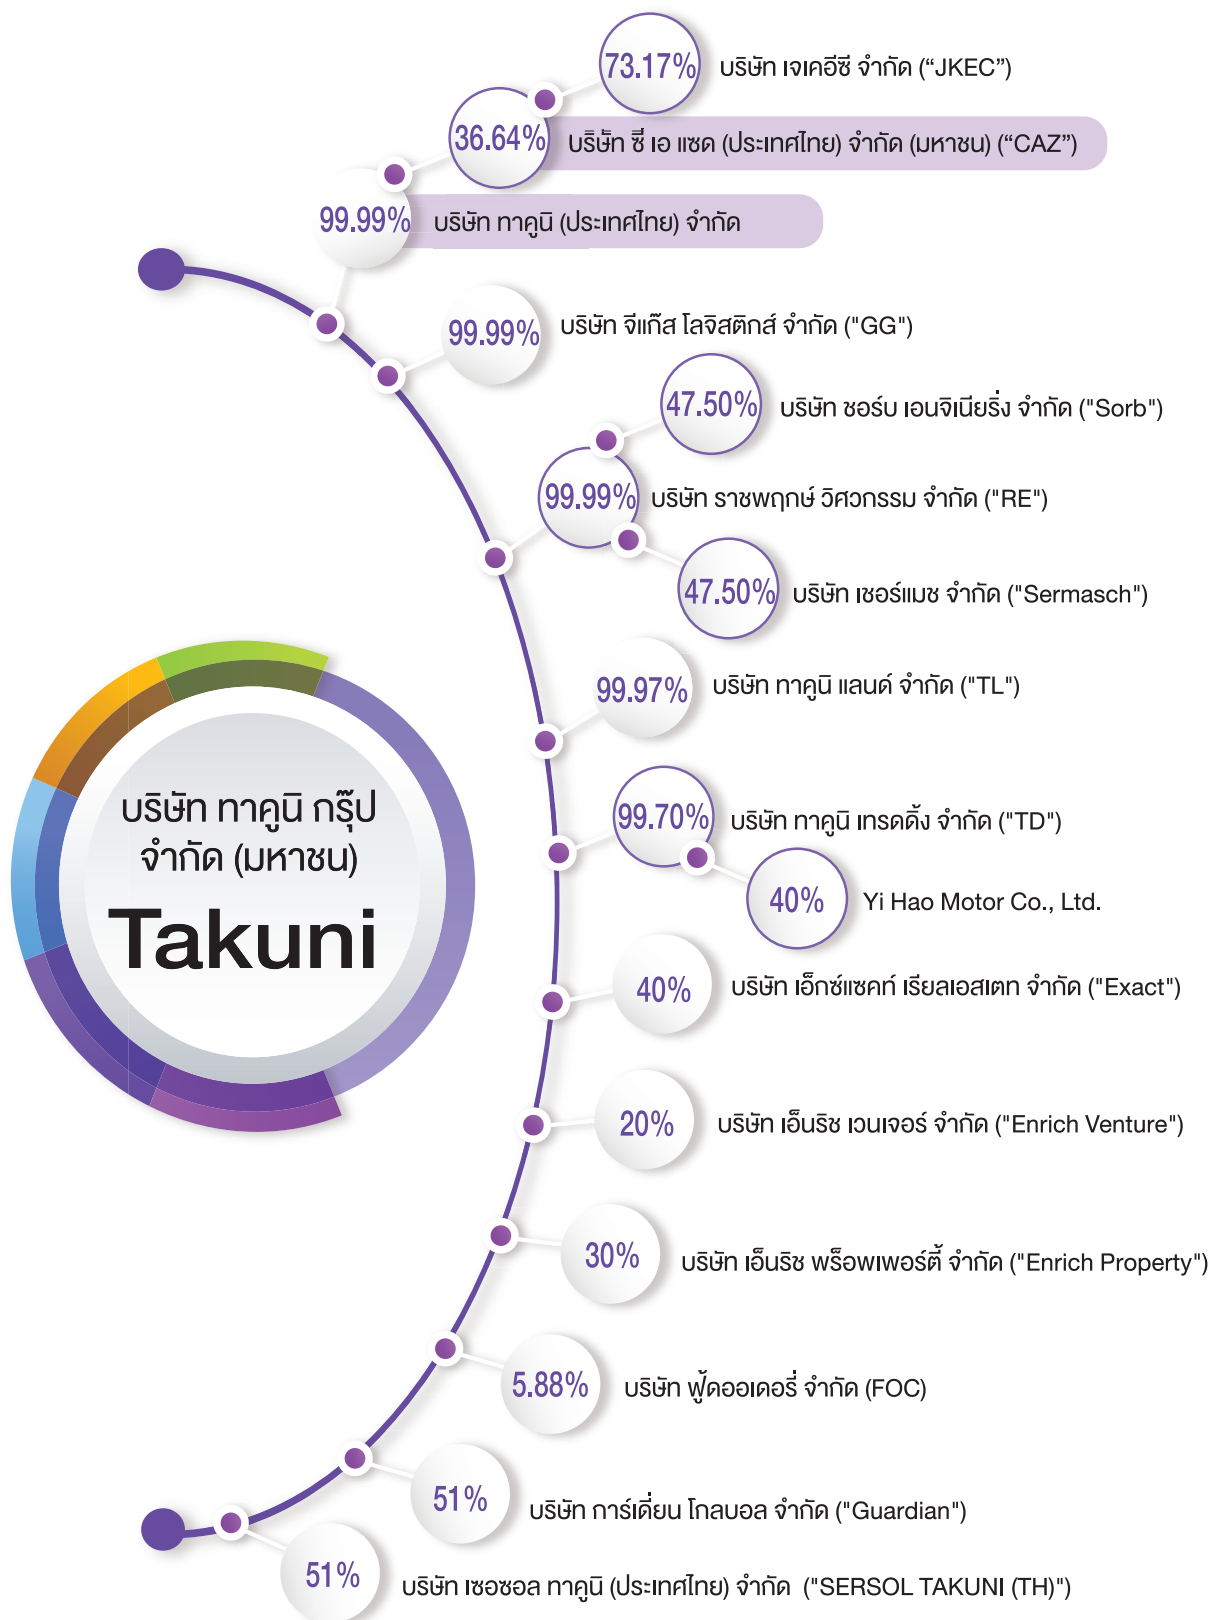 73.17% บริษัท เจเคอีซี จำกัด (“JKEC”)
36.64% บริษัท ซี เอ แซด (ประเทศไทย) จำกัด (มหาชน) (“CAZ”)
99.99% บริษัท ทาคูนิ (ประเทศไทย) จำกัด
99.99% บริษัท จีแก๊ส โลจิสติกส์ จำกัด ("GG")
47.50% บริษัท ซอร์บ เอนจิเนียริ่ง จำกัด ("Sorb")
99.99% บริษัท ราชพฤกษ์ วิศวกรรม จำกัด ("RE")
47.50% บริษัท เซอร์แมช จำกัด ("Sermasch")
99.97% บริษัท ทาคูนิ แลนด์ จำกัด ("TL")
บริษัท ทาคูนิ กรุ๊ป
จำกัด (มหาชน)
Takuni
99.70% บริษัท ทาคูนิ เทรดดิ้ง จำกัด ("TD")
40% Yi Hao Motor Co., Ltd.
40% บริษัท เอ็กซ์แซคท์ เรียลเอสเตท จำกัด ("Exact")
20% บริษัท เอ็นริช เวนเจอร์ จำกัด ("Enrich Venture")
30% บริษัท เอ็นริช พร็อพเพอร์ตี้ จำกัด ("Enrich Property")
5.88% บริษัท ฟู้ดออเดอรี่ จำกัด (FOC)
51% บริษัท การ์เดี่ยน โกลบอล จำกัด ("Guardian")
51% บริษัท เซอซอล ทาคูนิ (ประเทศไทย) จำกัด ("SERSOL TAKUNI (TH)")